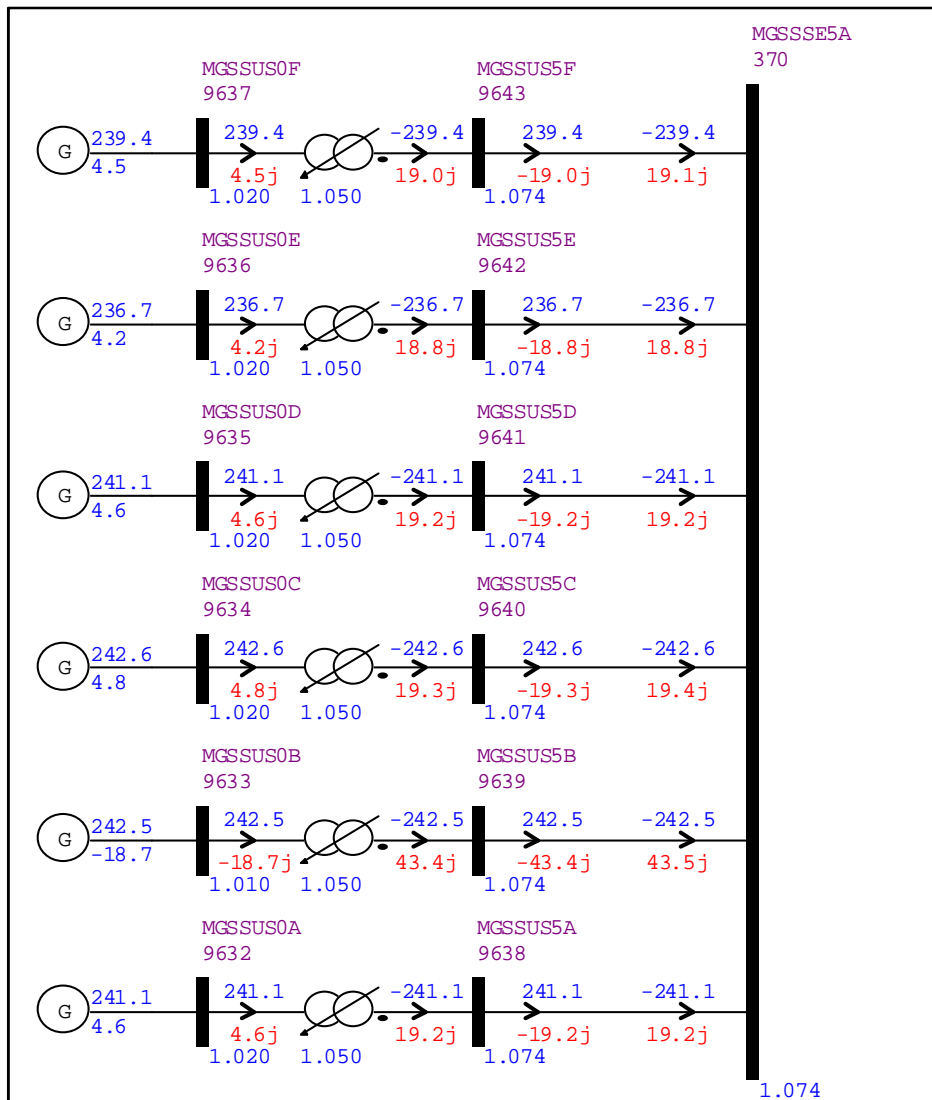 MGSSSE5A
370
MGSSUS0F MGSSUS5F
9637 9643
G 239.4 239.4 -239.4 239.4 -239.4
4.5 4.5j 19.0j -19.0j 19.1j
1.020 1.050 1.074
MGSSUS0E MGSSUS5E
9636 9642
G 236.7 236.7 -236.7 236.7 -236.7
4.2 4.2j 18.8j -18.8j 18.8j
1.020 1.050 1.074
MGSSUS0D MGSSUS5D
9635 9641
G 241.1 241.1 -241.1 241.1 -241.1
4.6 4.6j 19.2j -19.2j 19.2j
1.020 1.050 1.074
MGSSUS0C MGSSUS5C
9634 9640
G 242.6 242.6 -242.6 242.6 -242.6
4.8 4.8j 19.3j -19.3j 19.4j
1.020 1.050 1.074
MGSSUS0B MGSSUS5B
9633 9639
G 242.5 242.5 -242.5 242.5 -242.5
-18.7 -18.7j 43.4j -43.4j 43.5j
1.010 1.050 1.074
MGSSUS0A MGSSUS5A
9632 9638
G 241.1 241.1 -241.1 241.1 -241.1
4.6 4.6j 19.2j -19.2j 19.2j
1.020 1.050 1.074
1.074